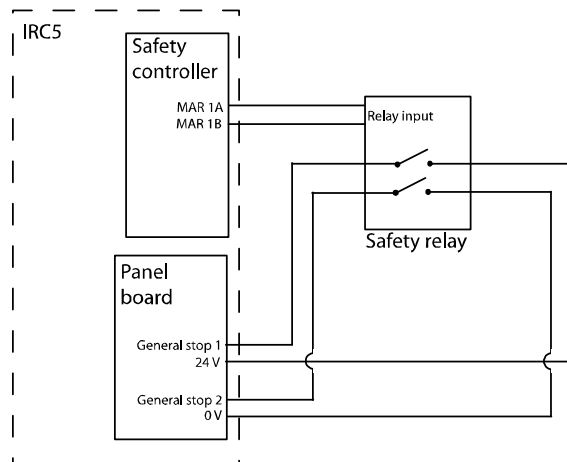 IRC5
Safety
controller
MAR 1A
MAR 1B
Relay input
Safety relay
Panel
board
General stop 1
24 V
General stop 2
0 V